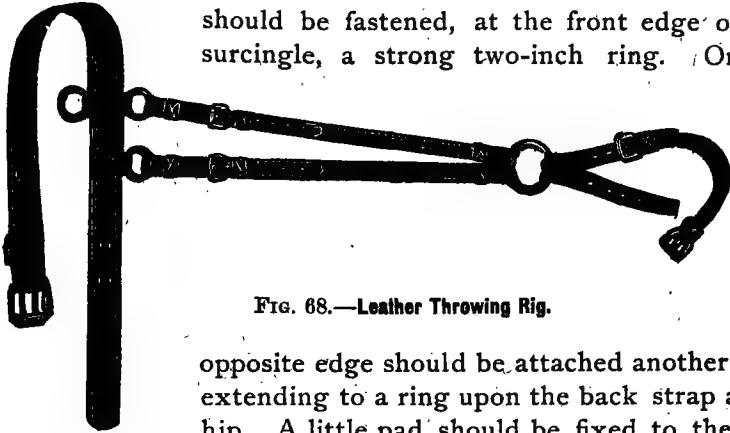 should be fastened, at the front edge o
surcingle, a strong two-inch ring. Or
FIG. 68.—Leather Throwing Rig.
opposite edge should be attached another
extending to a ring upon the back strap a
hip. A little pad should be fixed to the